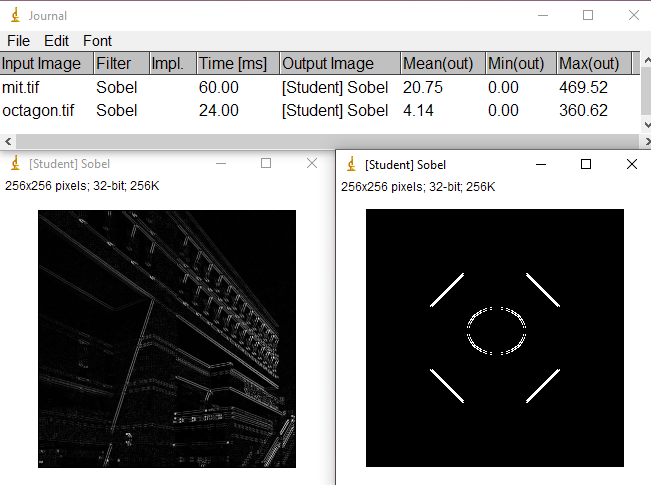 Journal
File Edit Font
Input Image Filter Impl. Time [ms] Output Image Mean(out) Min(out) Max(out)
mit.tif Sobel 60.00 [Student] Sobel 20.75 0.00 469.52
octagon.tif Sobel 24.00 [Student] Sobel 4.14 0.00 360.62
[Student] Sobel
256x256 pixels; 32-bit; 256K
[Student] Sobel
256x256 pixels; 32-bit; 256K